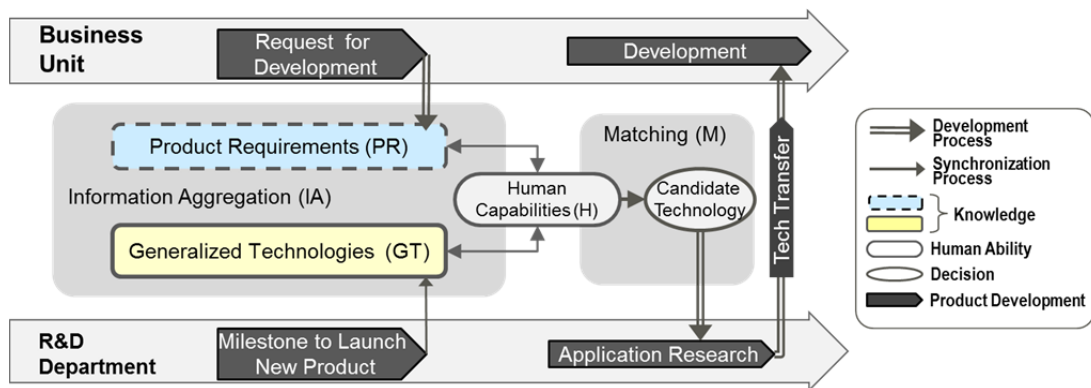 Business
Unit
Request for
Development
Development
Product Requirements (PR)
Matching (M)
Information Aggregation (IA)
Human
Capabilities (H)
Candidate
Technology
Tech Transfer
Generalized Technologies (GT)
R&D
Department
Milestone to Launch
New Product
Application Research
Development
Process
Synchronization
Process
Knowledge
Human Ability
Decision
Product Development